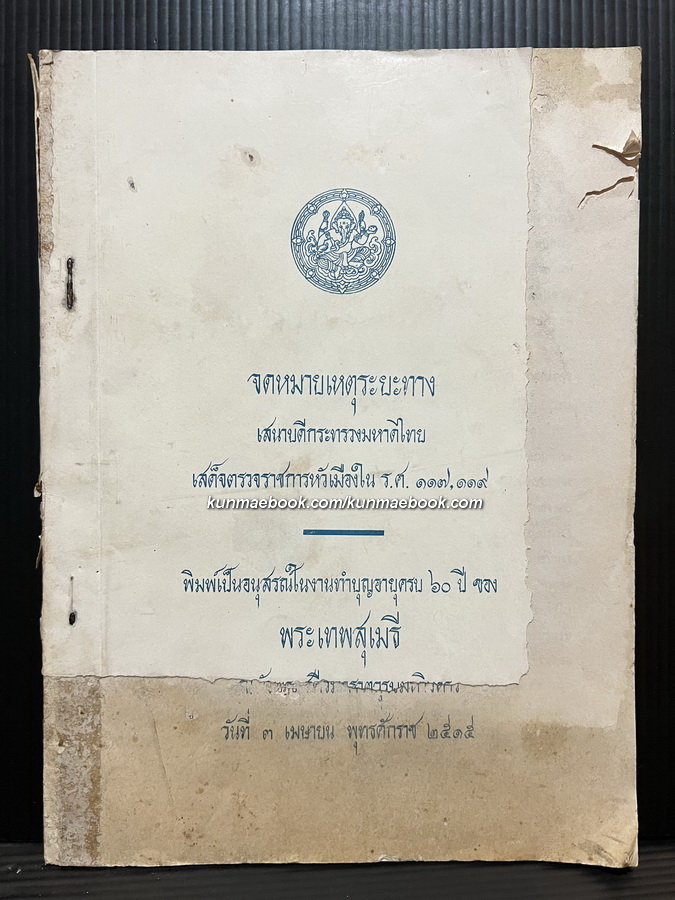 จดหมายเหตุระยะทาง
เสนาบดีกระทรวงมหาดไทย
เสด็จตรวจราชการหัวเมืองใน ร.ศ. ๑๑๗,๑๑๙
kunmaebook.com/kunmaebook.com
พิมพ์เป็นอนุสรณ์ในงานทำบุญอายุครบ ๖๐ ปี ของ
พระเทพสุเมธี
วันที่ ๓ เมษายน พุทธศักราช ๒๕๑๕